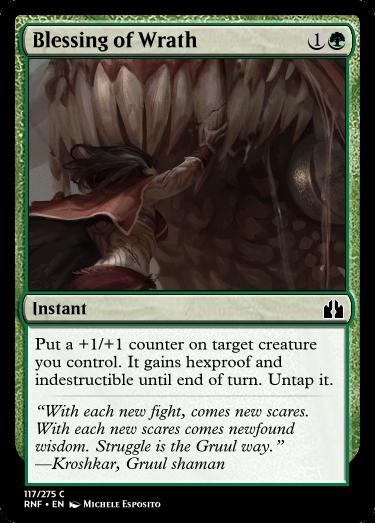 Blessing of Wrath 1
Instant
Put a +1/+1 counter on target creature
you control. It gains hexproof and
indestructible until end of turn. Untap it.
“With each new fight, comes new scares.
With each new scares comes newfound
wisdom. Struggle is the Gruul way.”
—Kroshkar, Gruul shaman
117/275 C
RNF • EN Michele Esposito